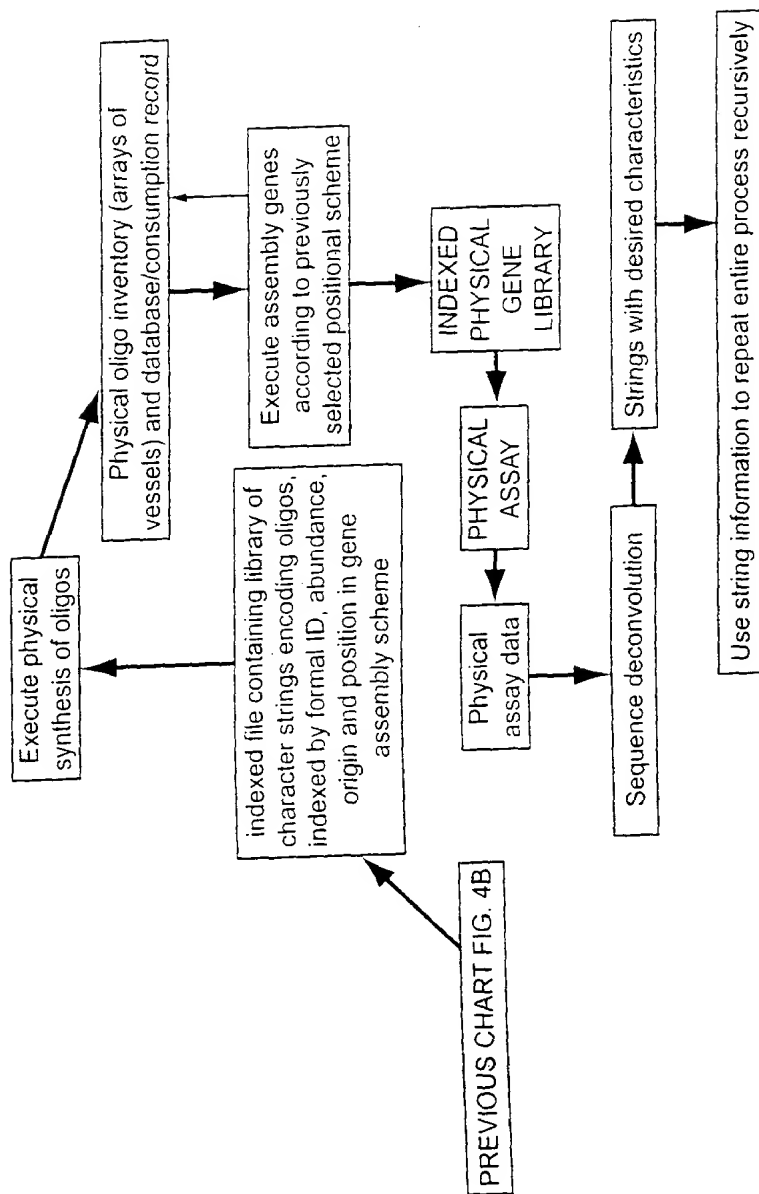 Execute physical
synthesis of oligos
Physical oligo inventory (arrays of
vessels) and database/consumption record
indexed file containing library of
character strings encoding oligos,
indexed by formal ID, abundance,
origin and position in gene
assembly scheme
Execute assembly genes
according to previously
selected positional scheme
PREVIOUS CHART FIG. 4B
Physical
assay data
PHYSICAL
ASSAY
INDEXED
PHYSICAL
GENE
LIBRARY
Sequence deconvolution
Strings with desired characteristics
Use string information to repeat entire process recursively